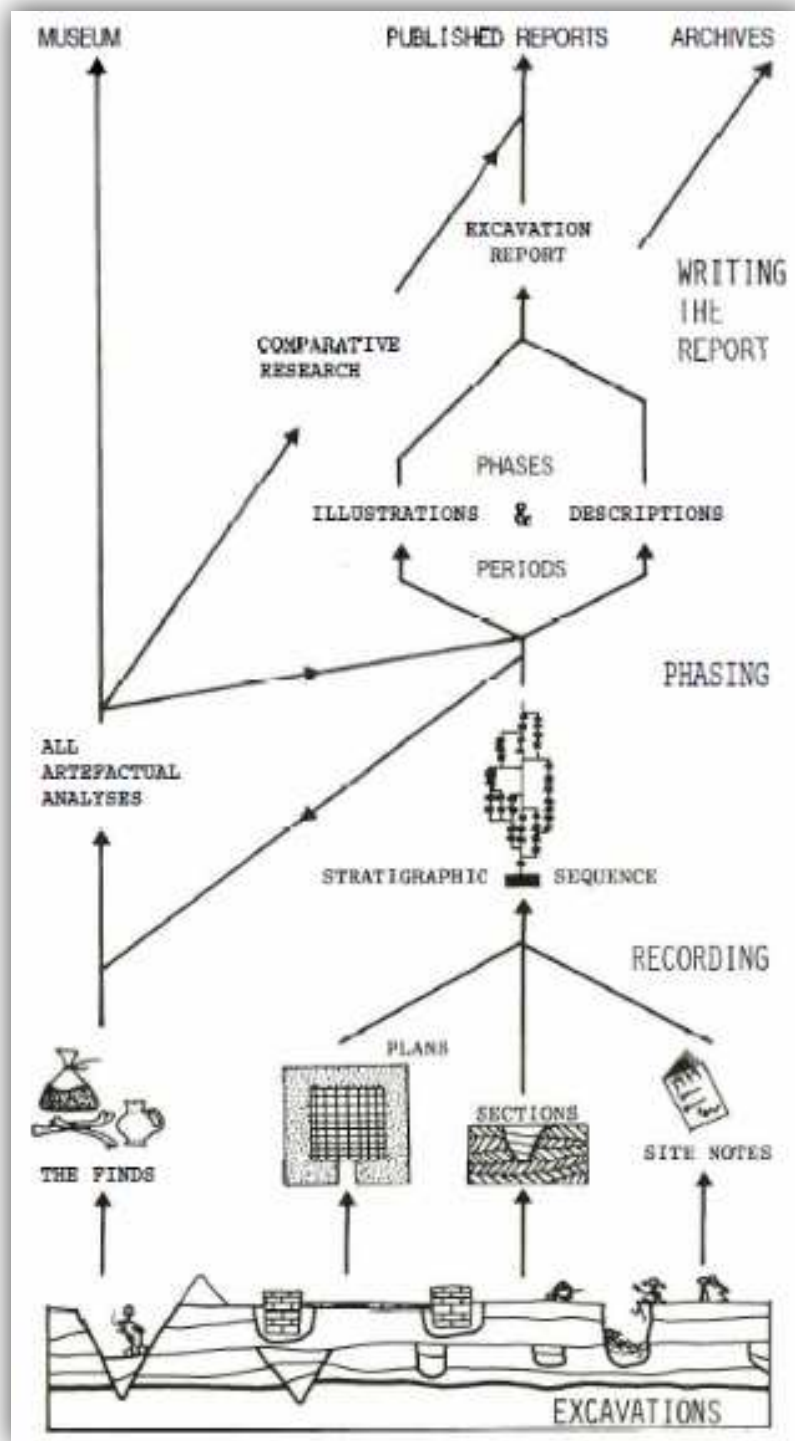 MUSEUM
PUBLISHED REPORTS
ARCHIVES
EXCAVATION
REPORT
WRITING
THE
REPORT
COMPARATIVE
RESEARCH
PHASES
ILLUSTRATIONS & DESCRIPTIONS
PERIODS
PHASING
ALL
ARTEFACTUAL
ANALYSES
STRATIGRAPHIC SEQUENCE
RECORDING
PLANS
SECTIONS
SITE NOTES
THE FINDS
EXCAVATIONS